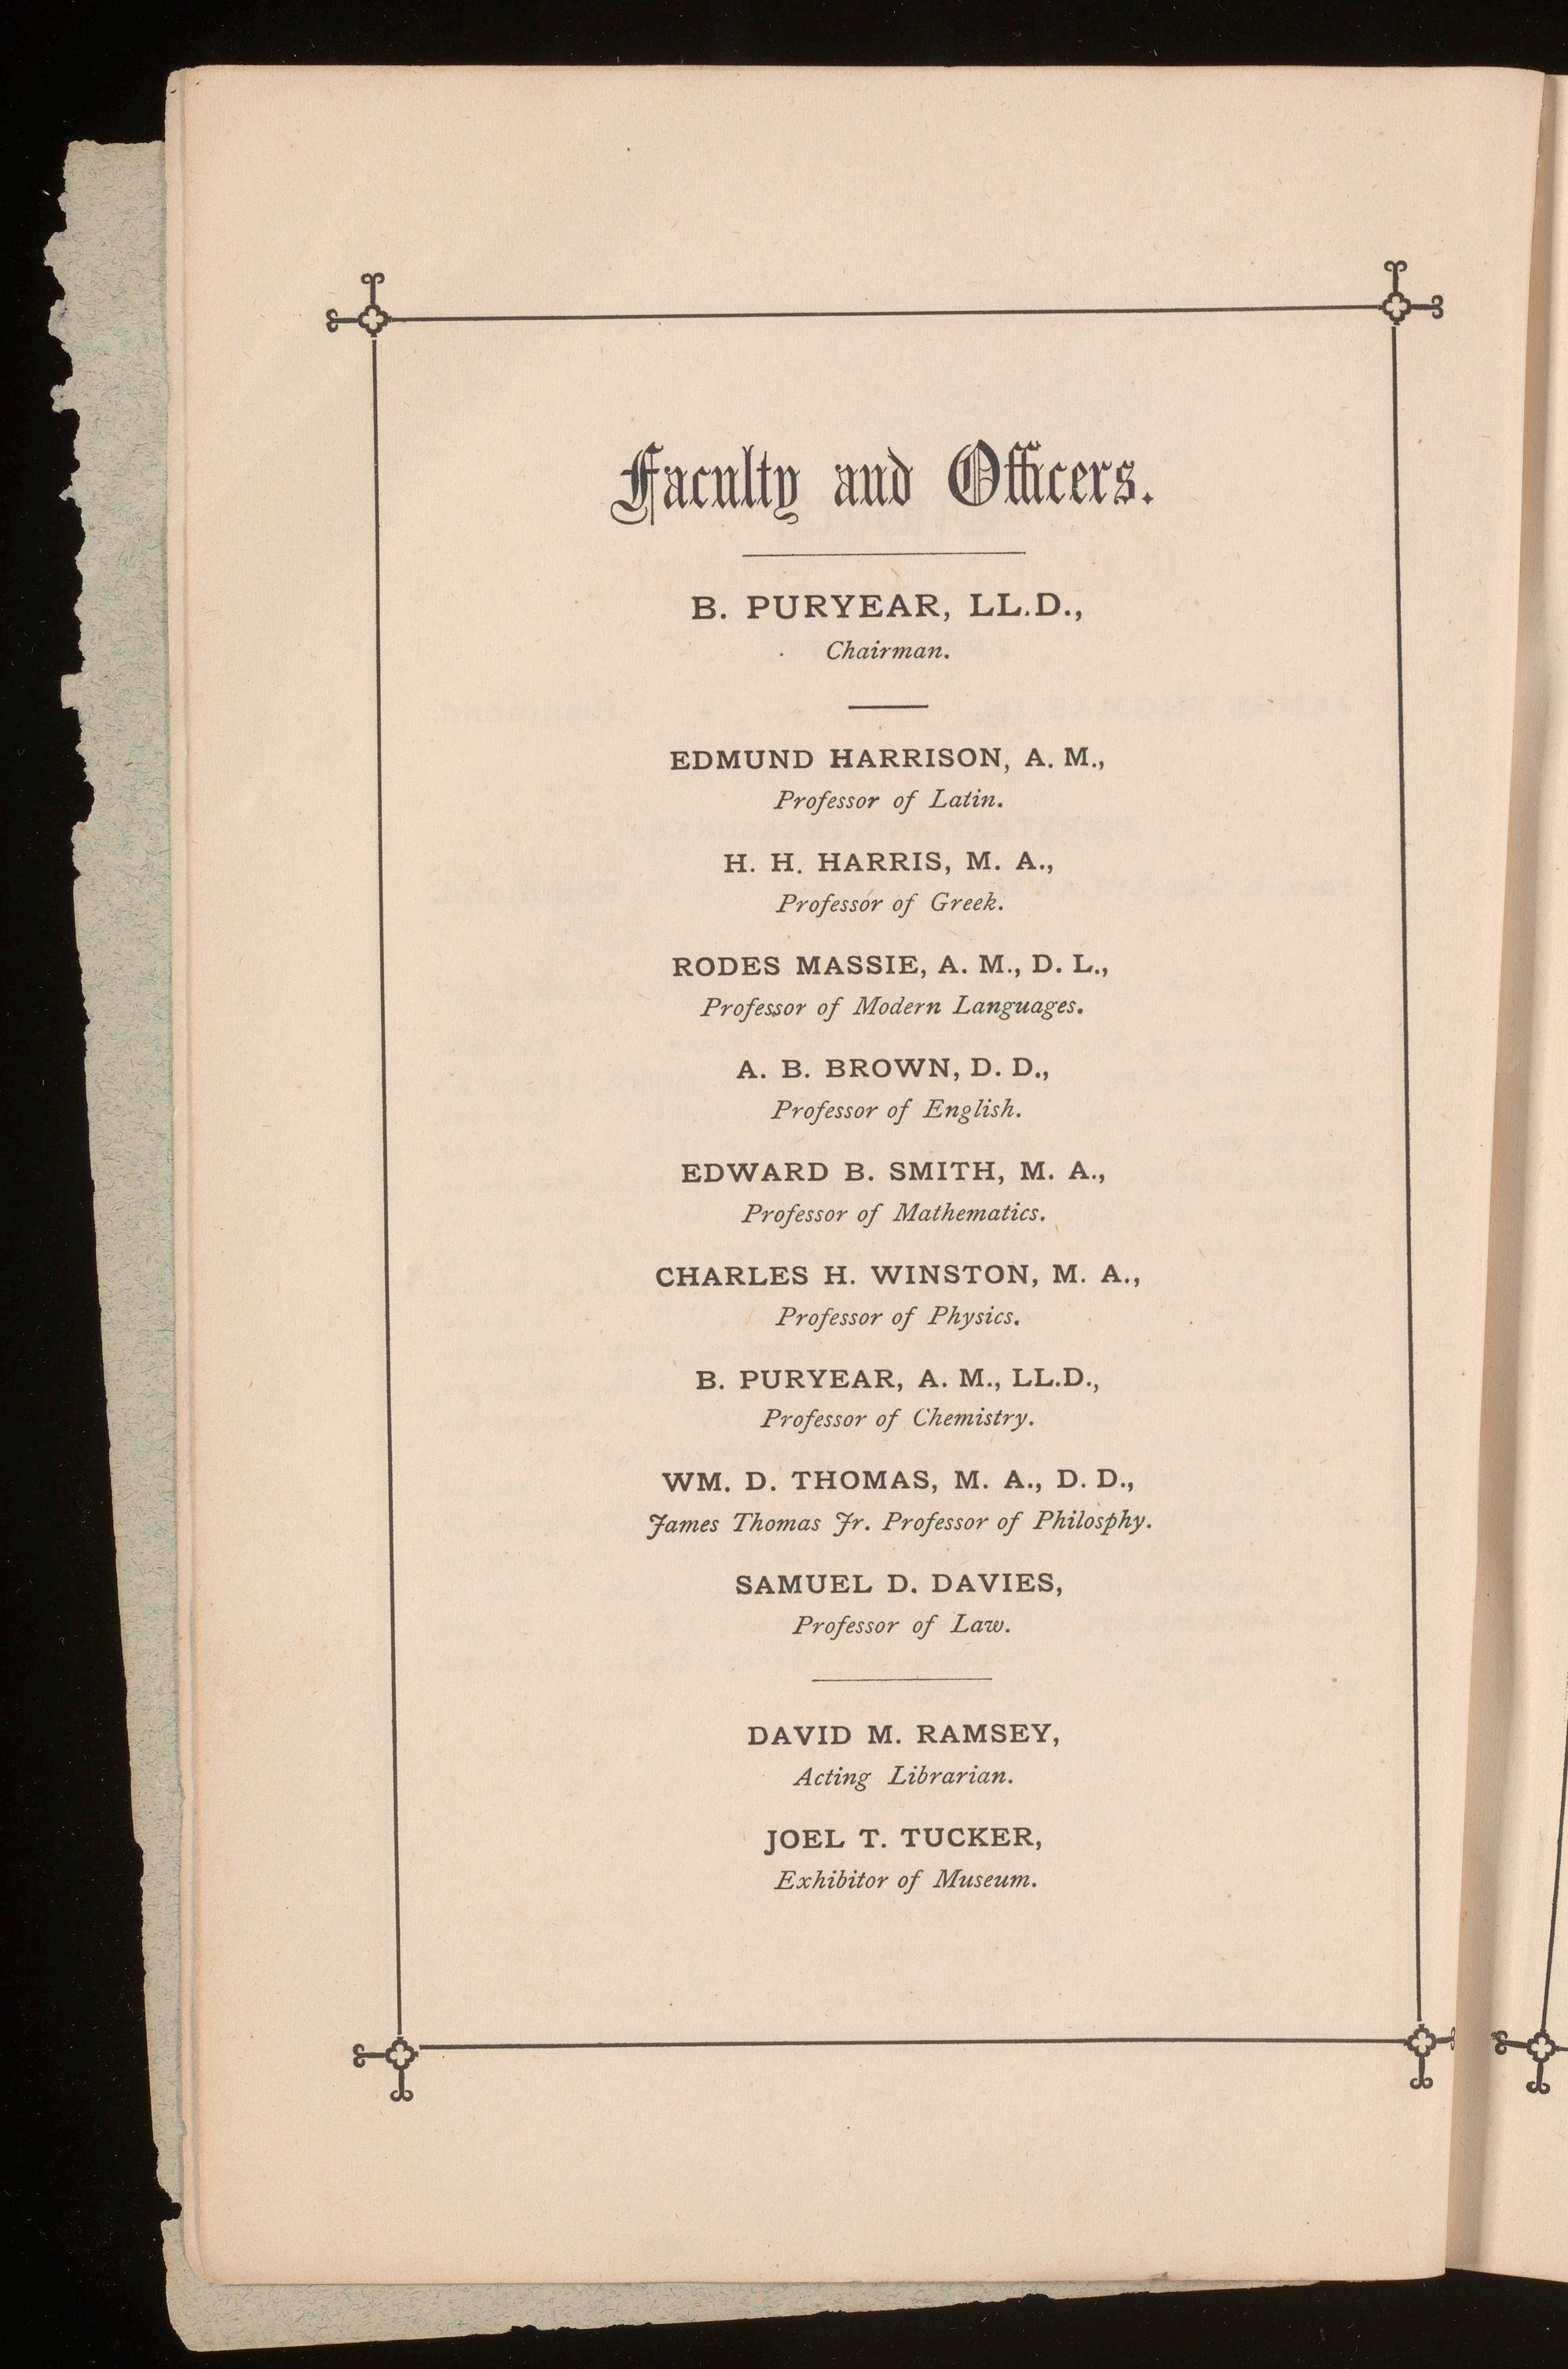 Faculty and Officers.
B. PURYEAR, LL.D.,
Chairman.
EDMUND HARRISON, A. M.,
Professor of Latin.
H. H. HARRIS, M. A.,
Professor of Greek.
RODES MASSIE, A. M., D. L.,
Professor of Modern Languages.
A. B. BROWN, D. D.,
Professor of English.
EDWARD B. SMITH, M. A.,
Professor of Mathematics.
CHARLES H. WINSTON, M. A.,
Professor of Physics.
B. PURYEAR, A. M., LL.D.,
Professor of Chemistry.
WM. D. THOMAS, M. A., D. D.,
James Thomas Jr. Professor of Philosphy.
SAMUEL D. DAVIES,
Professor of Law.
DAVID M. RAMSEY,
Acting Librarian.
JOEL T. TUCKER,
Exhibitor of Museum.